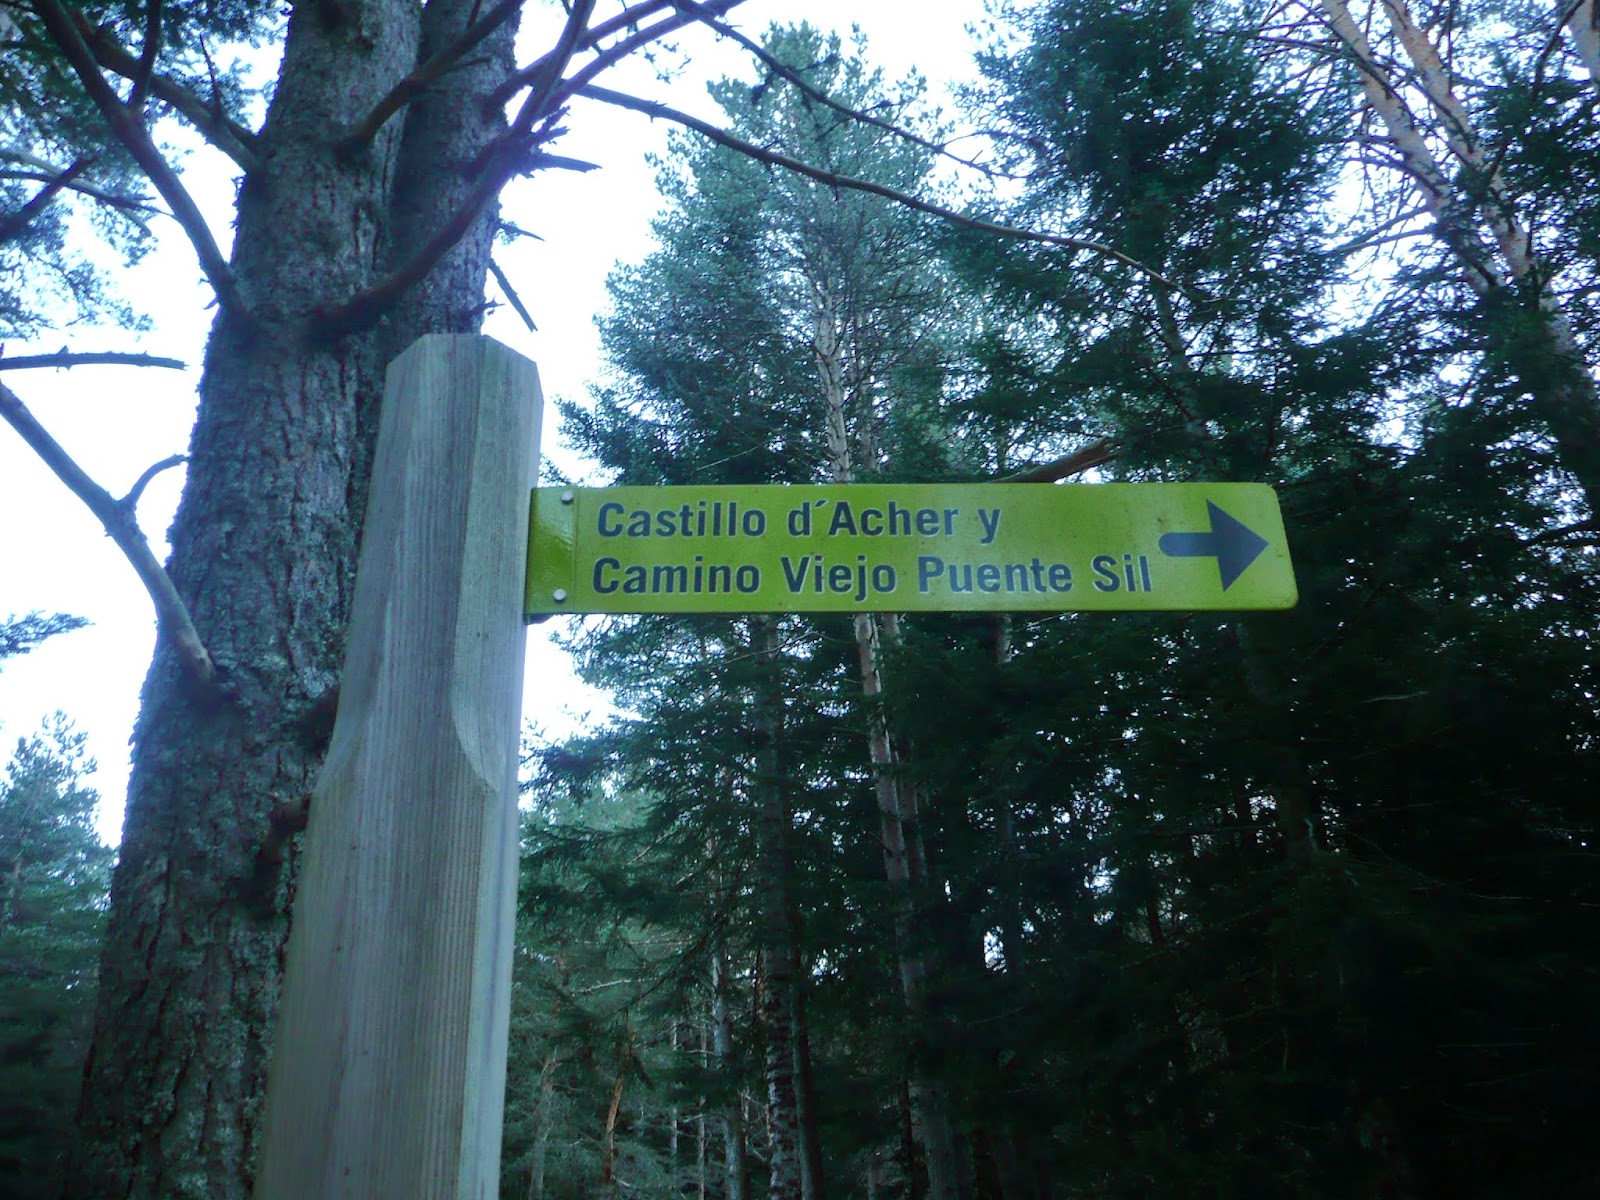 Castillo d´Acher y
Camino Viejo Puente Sil